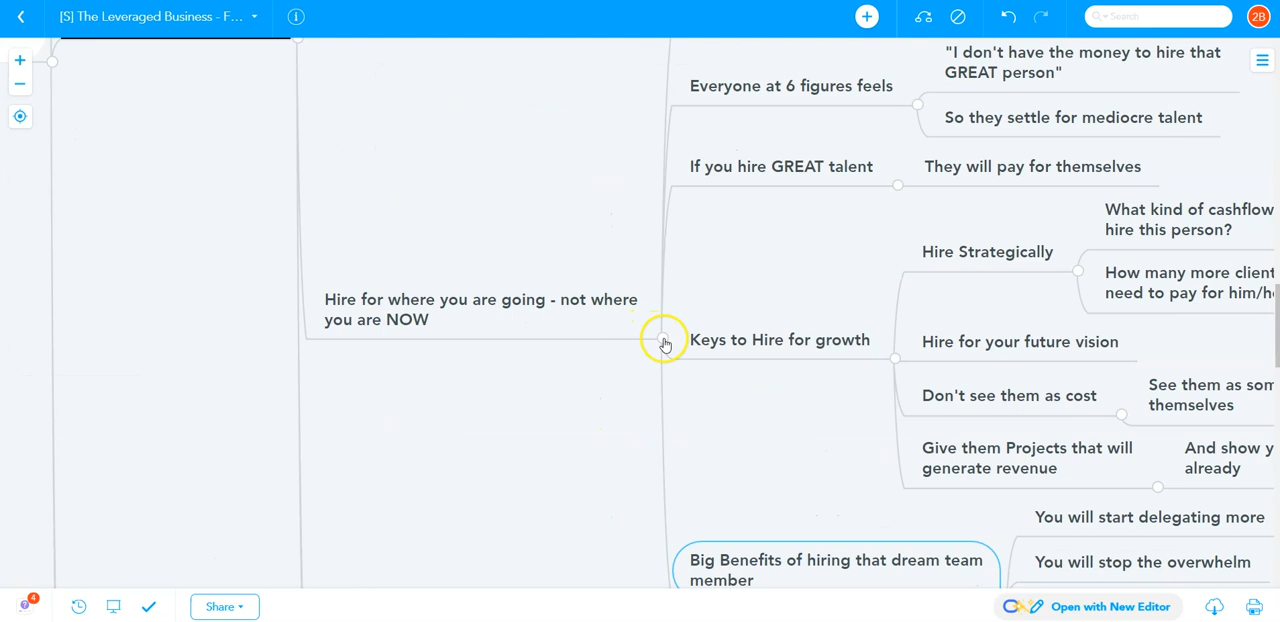 [S] The Leveraged Business - F...
Search
2B
"I don't have the money to hire that
GREAT person"
Everyone at 6 figures feels
So they settle for mediocre talent
If you hire GREAT talent
They will pay for themselves
What kind of cashflow
hire this person?
Hire Strategically
How many more client
need to pay for him/he
Hire for where you are going - not where
you are NOW
Keys to Hire for growth
Hire for your future vision
Don't see them as cost
See them as som
themselves
Give them Projects that will
generate revenue
And show y
already
You will start delegating more
Big Benefits of hiring that dream team
member
You will stop the overwhelm
4
Share
Open with New Editor